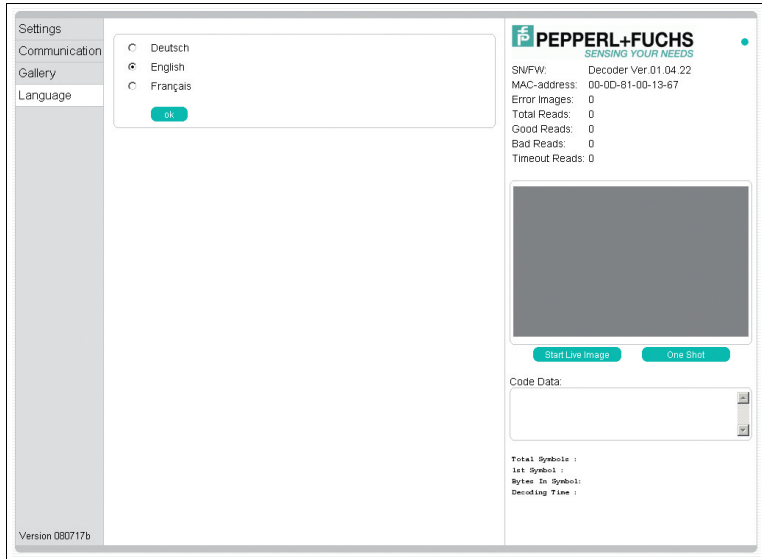 Settings
Communication
Gallery
Language
Deutsch
English
Français
ok
Version 080717b
PEPPERL+FUCHS
SENSING YOUR NEEDS
SN/FW: Decoder Ver.01.04.22
MAC-address: 00-0D-81-00-13-67
Error Images: 0
Total Reads: 0
Good Reads: 0
Bad Reads: 0
Timeout Reads: 0
Start Live Image One Shot
Code Data:
Total Symbols :
1st Symbol :
Bytes In Symbol:
Decoding Time :